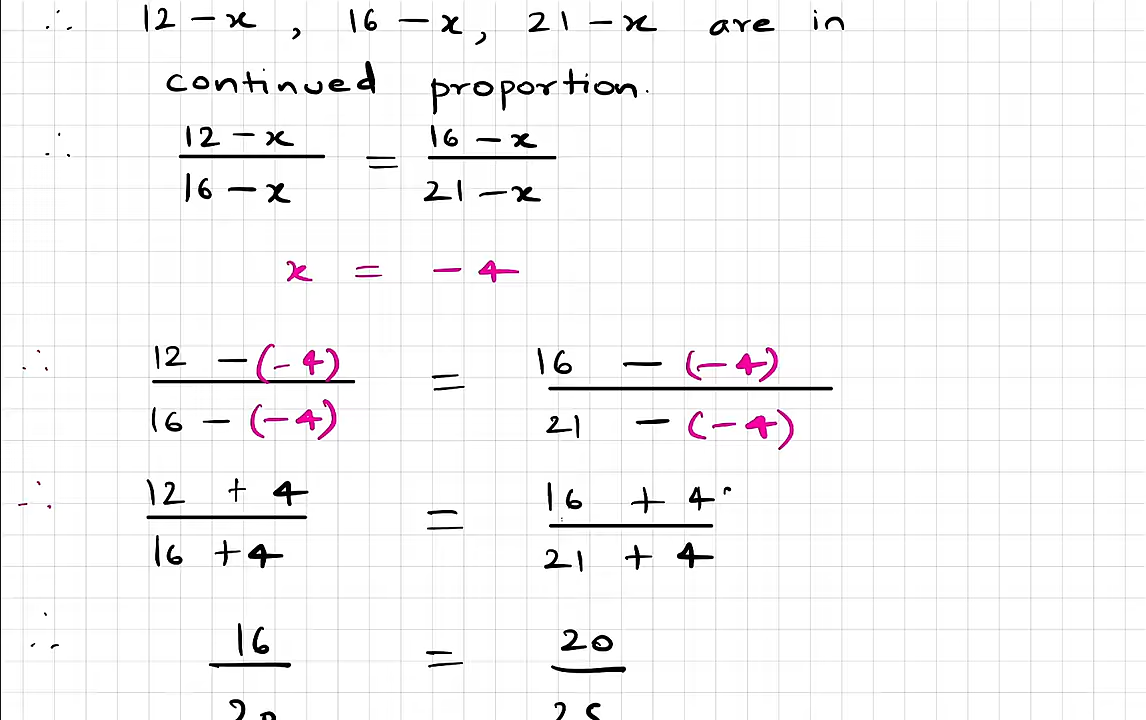 ∴ 12 - x , 16 - x, 21 - x are in
continued proportion.
∴ (12 - x)/(16 - x) = (16 - x)/(21 - x)
x = - 4
∴ (12 - (-4))/(16 - (-4)) = (16 - (-4))/(21 - (-4))
∴ (12 + 4)/(16 + 4) = (16 + 4)/(21 + 4)
∴ 16/20 = 20/25